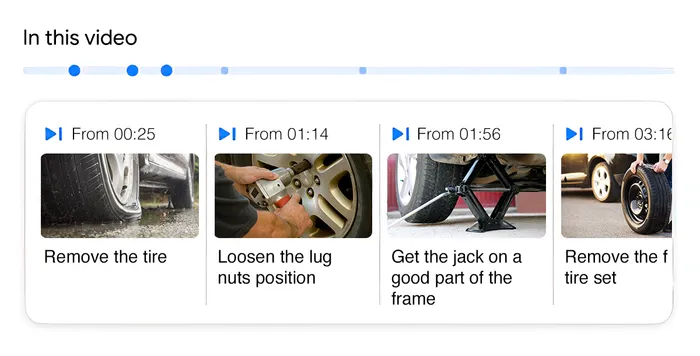 In this video
From 00:25
From 01:14
From 01:56
From 03:16
Remove the tire
Loosen the lug
nuts position
Get the jack on a
good part of the
frame
Remove the f
tire set